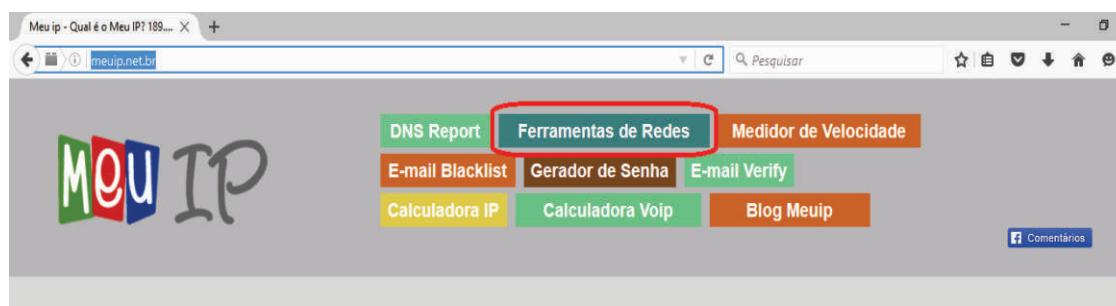 Meu ip - Qual é o Meu IP? 189....
meuip.net.br
Pesquisar
Meu IP
DNS Report Ferramentas de Redes Medidor de Velocidade
E-mail Blacklist Gerador de Senha E-mail Verify
Calculadora IP Calculadora Voip Blog Meuip
Comentários